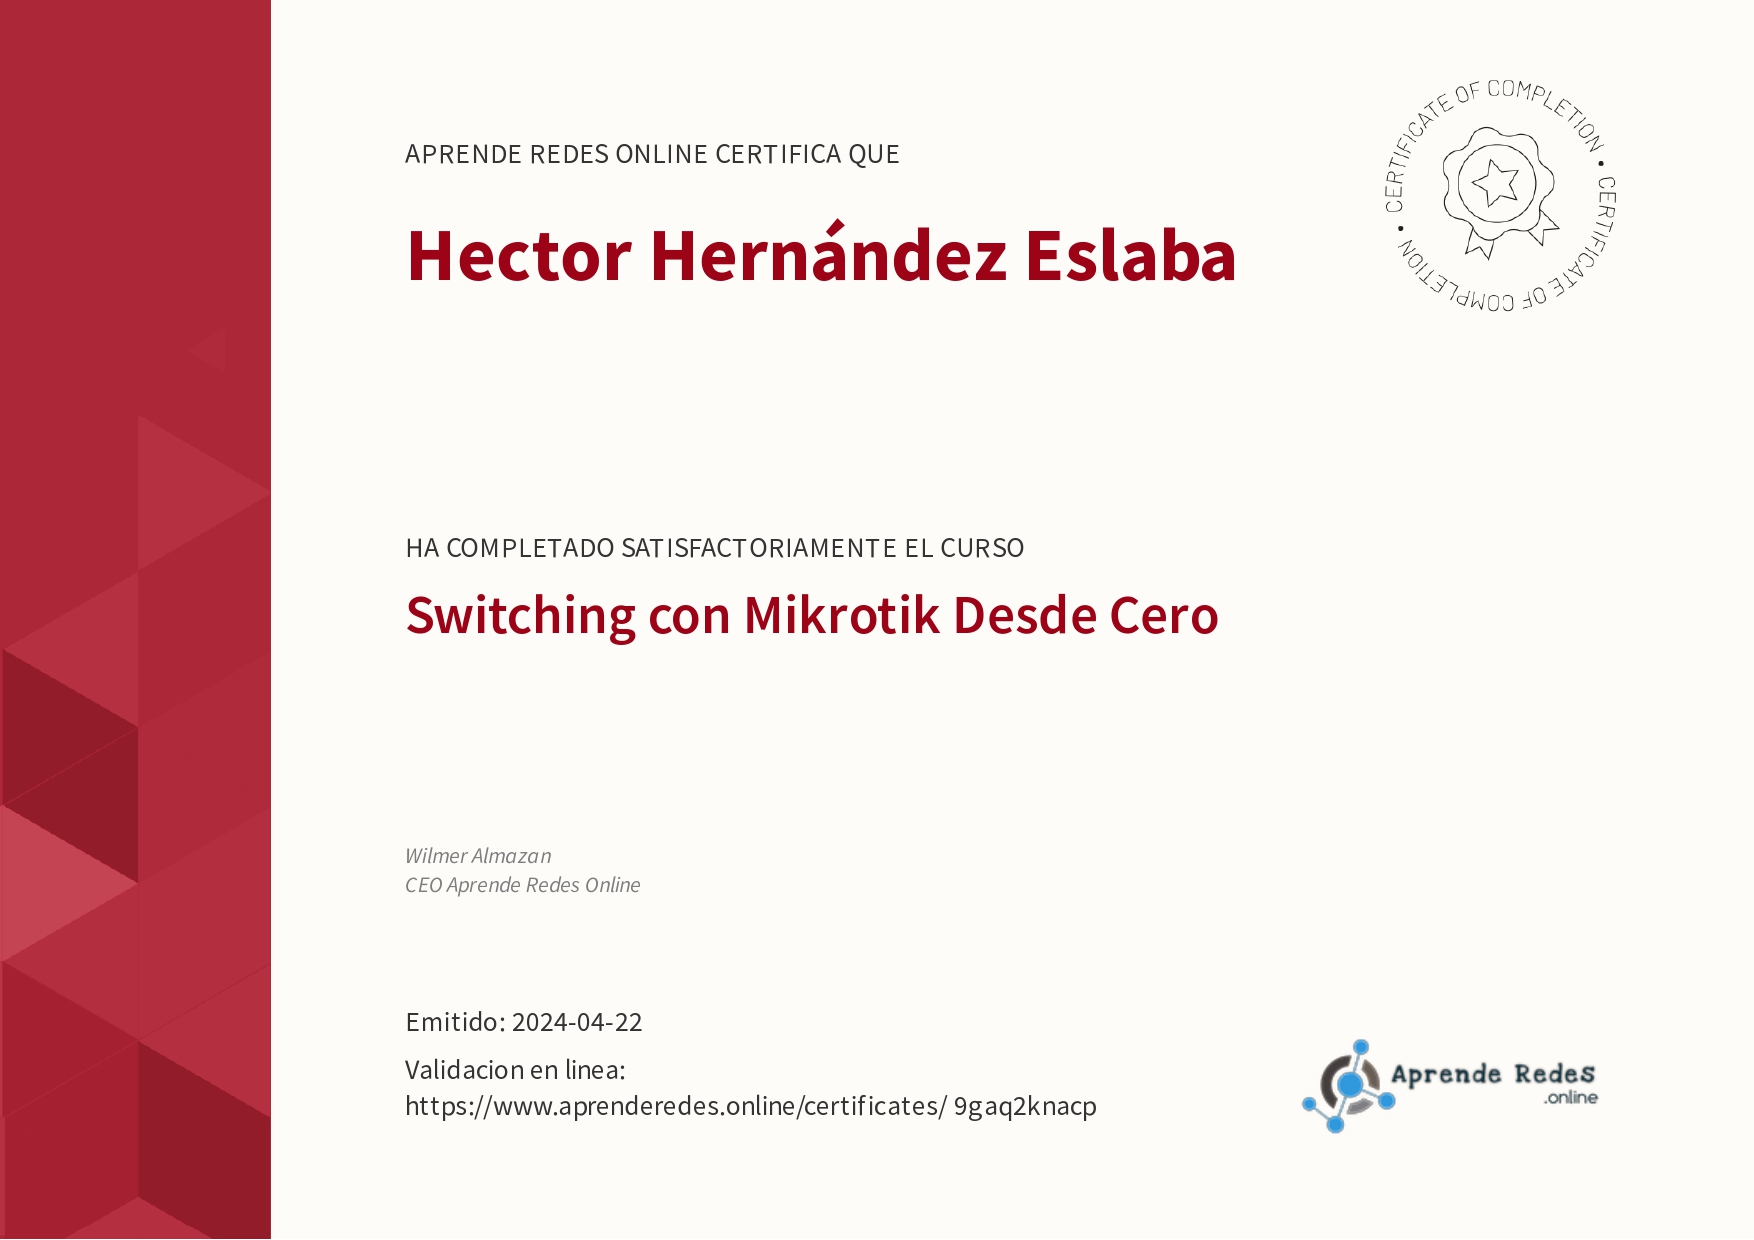 APRENDE REDES ONLINE CERTIFICA QUE
Hector Hernández Eslaba
CERTIFICATE OF COMPLETION • CERTIFICATE OF COMPLETION •
HA COMPLETADO SATISFACTORIAMENTE EL CURSO
Switching con Mikrotik Desde Cero
Wilmer Almazan
CEO Aprende Redes Online
Emitido: 2024-04-22
Validacion en linea:
https://www.aprenderedes.online/certificates/ 9gaq2knacp
Aprende Redes
.online